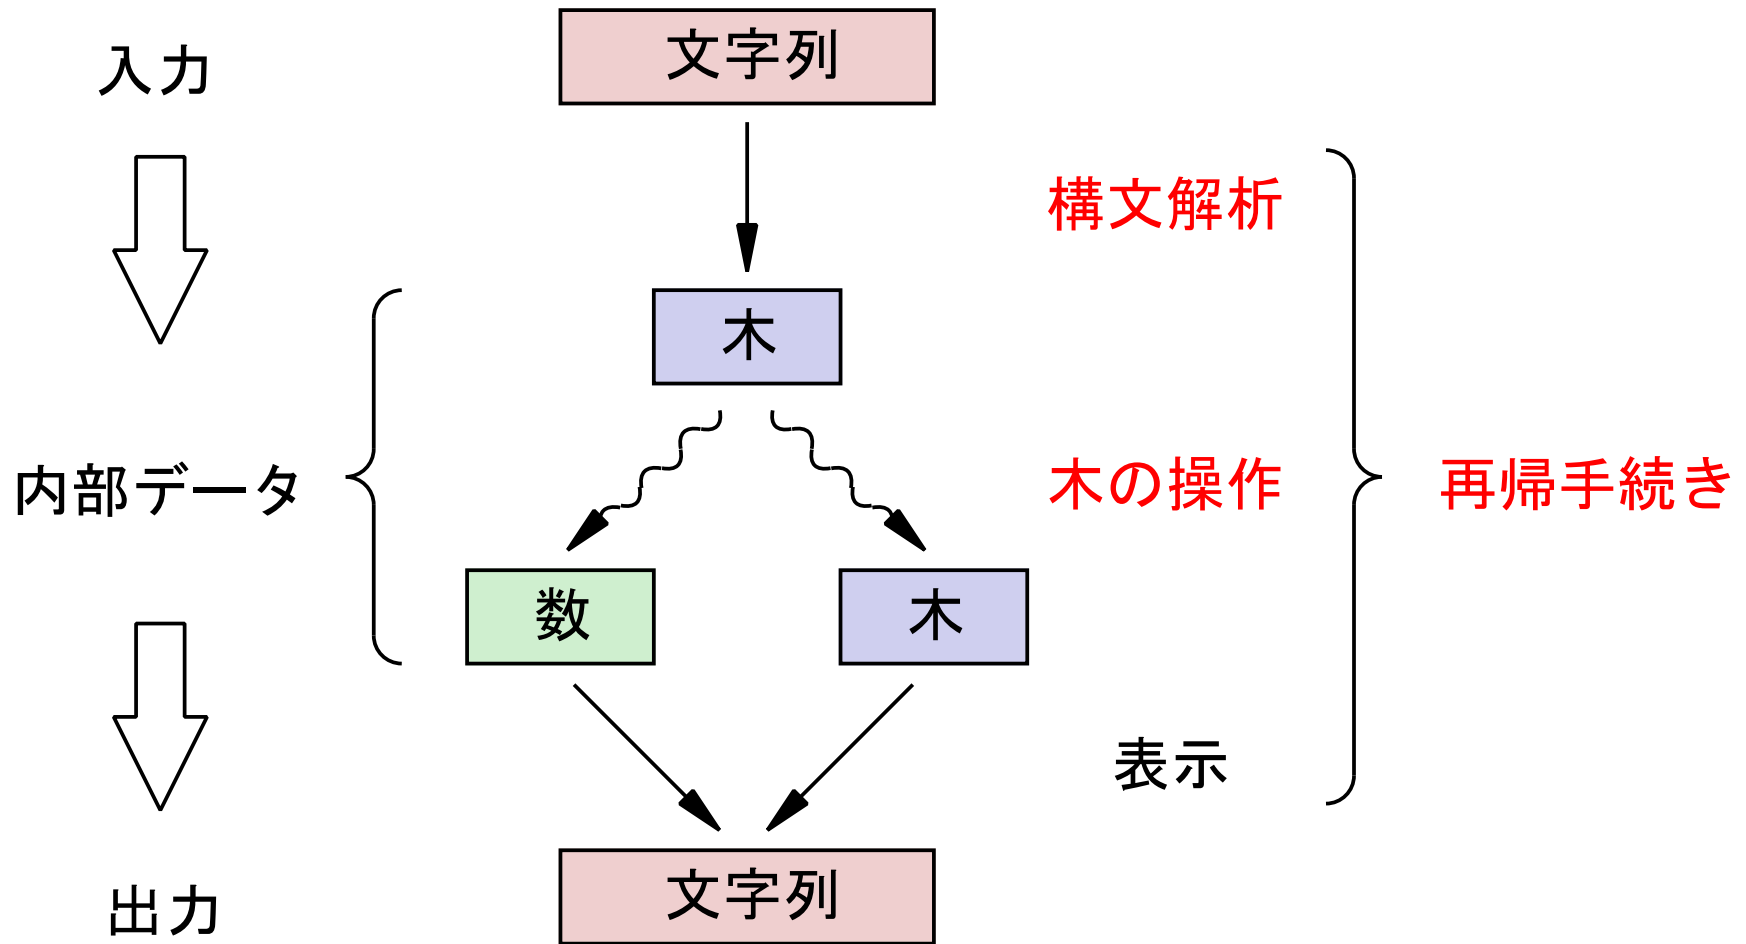 文字列
入力
構文解析
木
内部データ
木の操作
再帰手続き
数
木
表示
文字列
出力